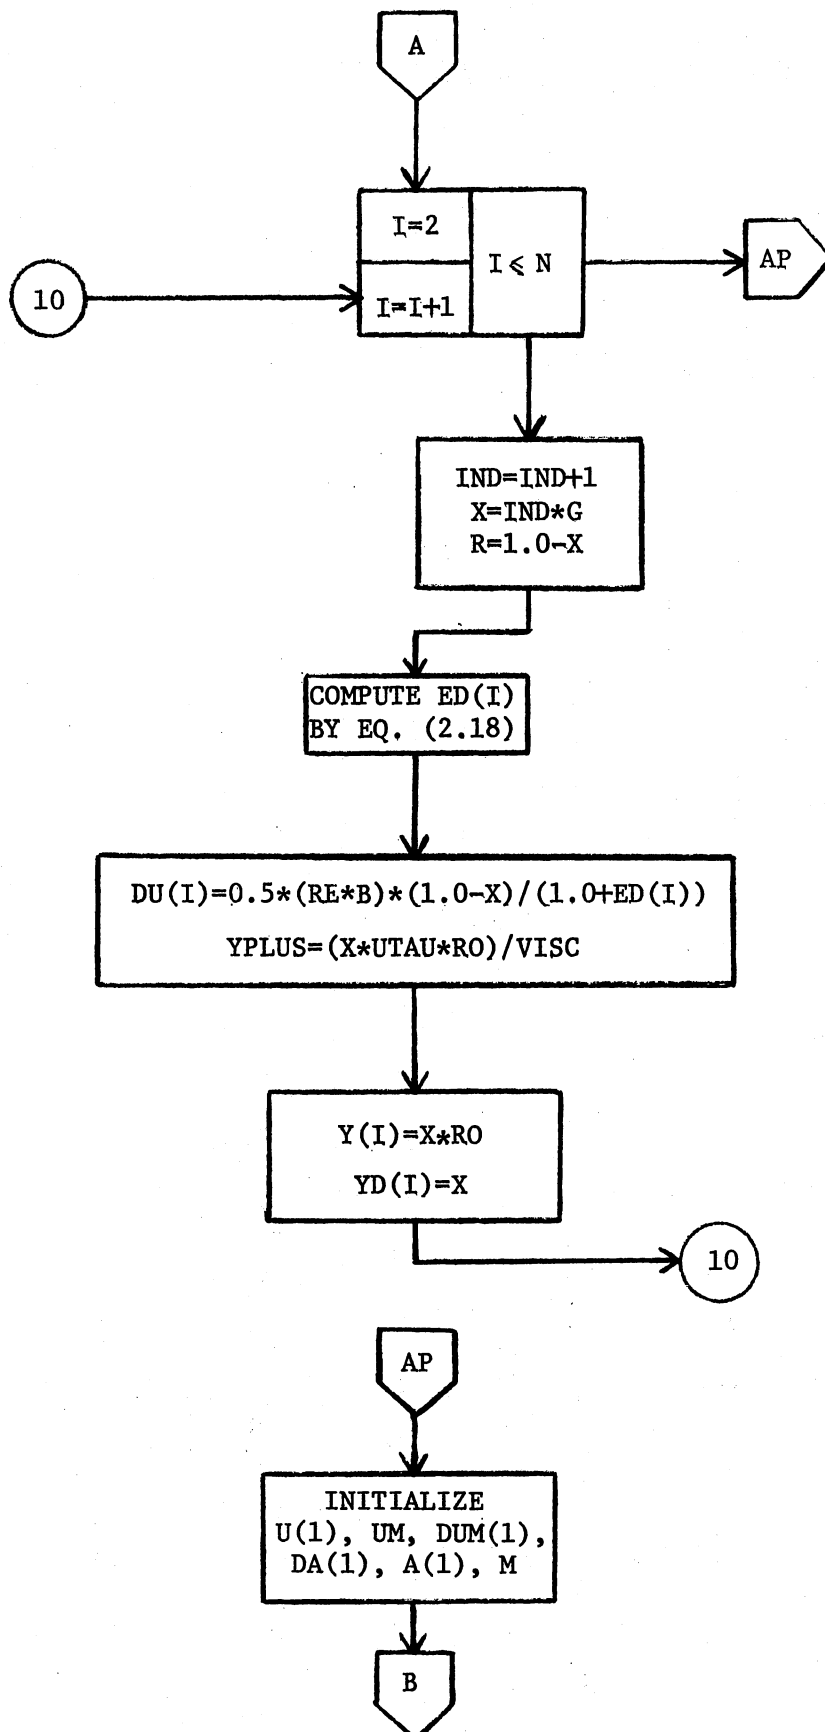 A
I=2
I ≤ N
AP
10
I=I+1
IND=IND+1
X=IND*G
R=1.0-X
COMPUTE ED(I)
BY EQ. (2.18)
DU(I)=0.5*(RE*B)*(1.0-X)/(1.0+ED(I))
YPLUS=(X*UTAU*RO)/VISC
Y(I)=X*RO
YD(I)=X
10
AP
INITIALIZE
U(1), UM, DUM(1),
DA(1), A(1), M
B